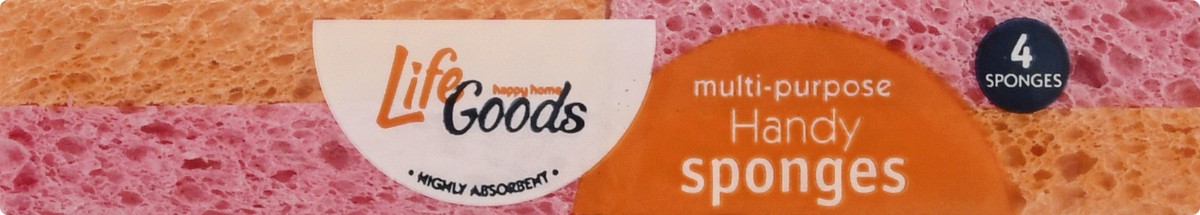 Life
happy home
Goods
• HIGHLY ABSORBENT •
multi-purpose
Handy
sponges
4
SPONGES